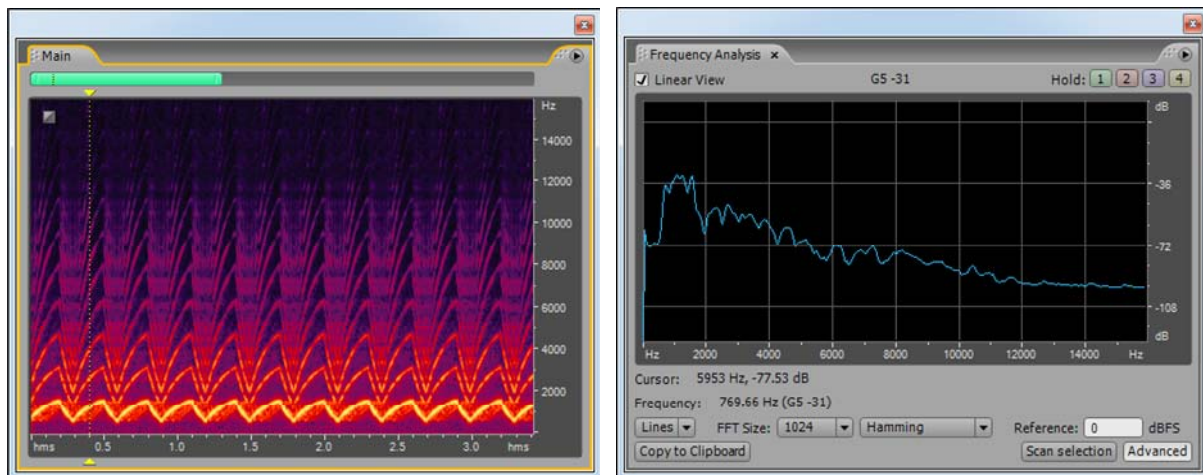 Main
Hz
14000
12000
10000
8000
6000
4000
2000
hms 0.5 1.0 1.5 2.0 2.5 3.0 hms
Frequency Analysis x
Linear View G5 -31 Hold: 1 2 3 4
dB
-36
-72
-108
dB
Hz 2000 4000 6000 8000 10000 12000 14000 Hz
Cursor: 5953 Hz, -77.53 dB
Frequency: 769.66 Hz (G5 -31)
Lines FFT Size: 1024 Hamming Reference: 0 dBFS
Copy to Clipboard Scan selection Advanced